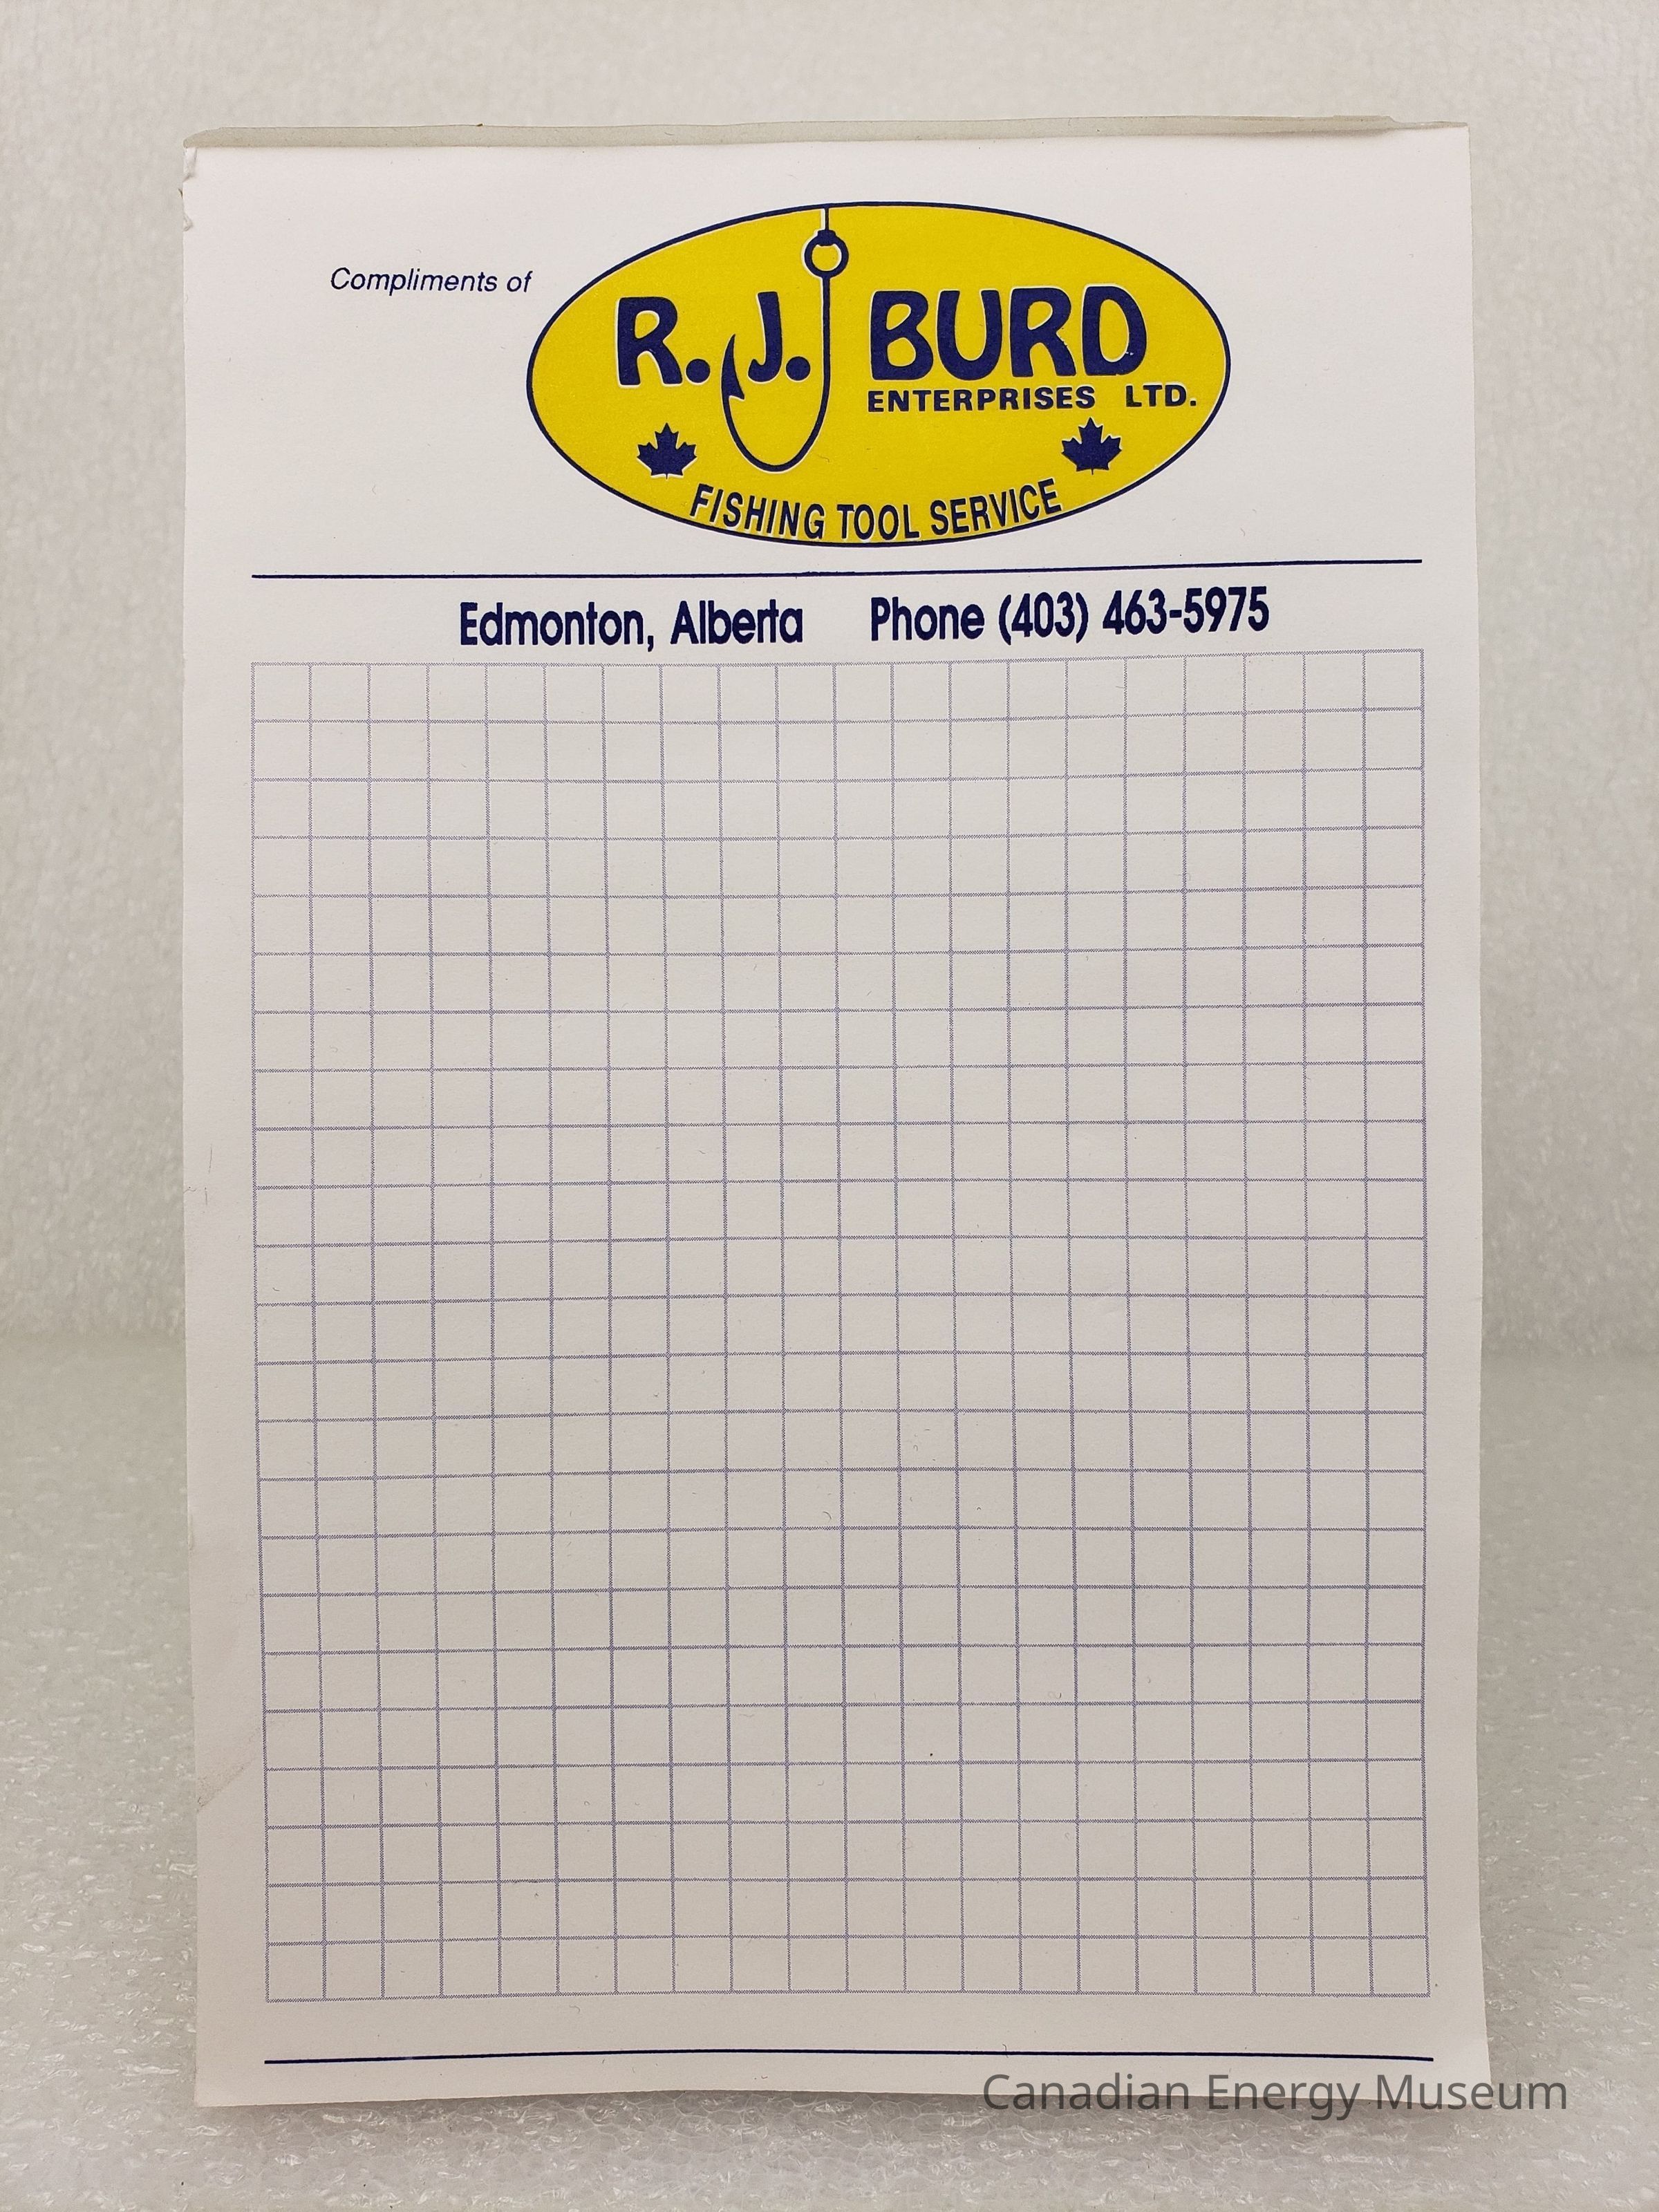 Compliments of
R. J. BURD
ENTERPRISES LTD.
FISHING TOOL SERVICE
Edmonton, Alberta Phone (403) 463-5975
Canadian Energy Museum